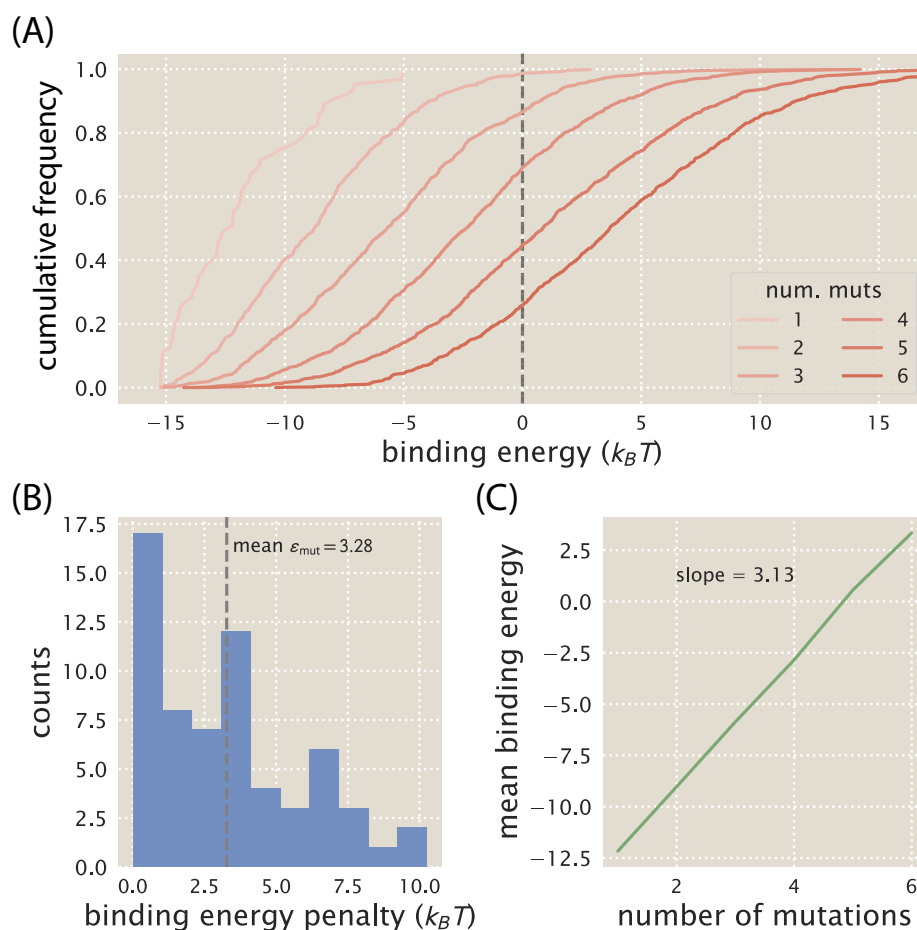 (A)
cumulative frequency
1.0
0.8
0.6
0.4
0.2
0.0
num. muts
1 4
2 5
3 6
−15 −10 −5 0 5 10 15
binding energy (k_BT)
(B)
counts
17.5
15.0
12.5
10.0
7.5
5.0
2.5
0.0
mean ε_mut = 3.28
0.0 2.5 5.0 7.5 10.0
binding energy penalty (k_BT)
(C)
mean binding energy
2.5
0.0
−2.5
−5.0
−7.5
−10.0
−12.5
slope = 3.13
2 4 6
number of mutations